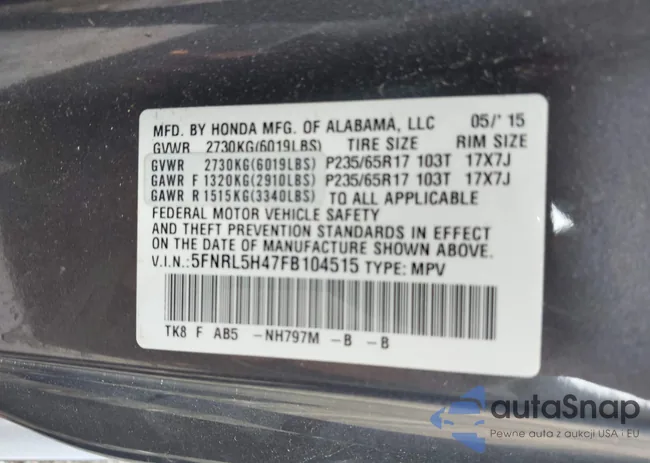 MFD. BY HONDA MFG. OF ALABAMA, LLC 05/'15
GVWR 2730KG(6019LBS) TIRE SIZE RIM SIZE
GVWR 2730KG(6019LBS) P235/65R17 103T 17X7J
GAWR F 1320KG(2910LBS) P235/65R17 103T 17X7J
GAWR R 1515KG(3340LBS) TO ALL APPLICABLE
FEDERAL MOTOR VEHICLE SAFETY
AND THEFT PREVENTION STANDARDS IN EFFECT
ON THE DATE OF MANUFACTURE SHOWN ABOVE.
V.I.N.:5FNRL5H47FB104515 TYPE: MPV
TK8 F AB5 -NH797M -B -B
autaSnap
Pewne auta z aukcji USA i EU